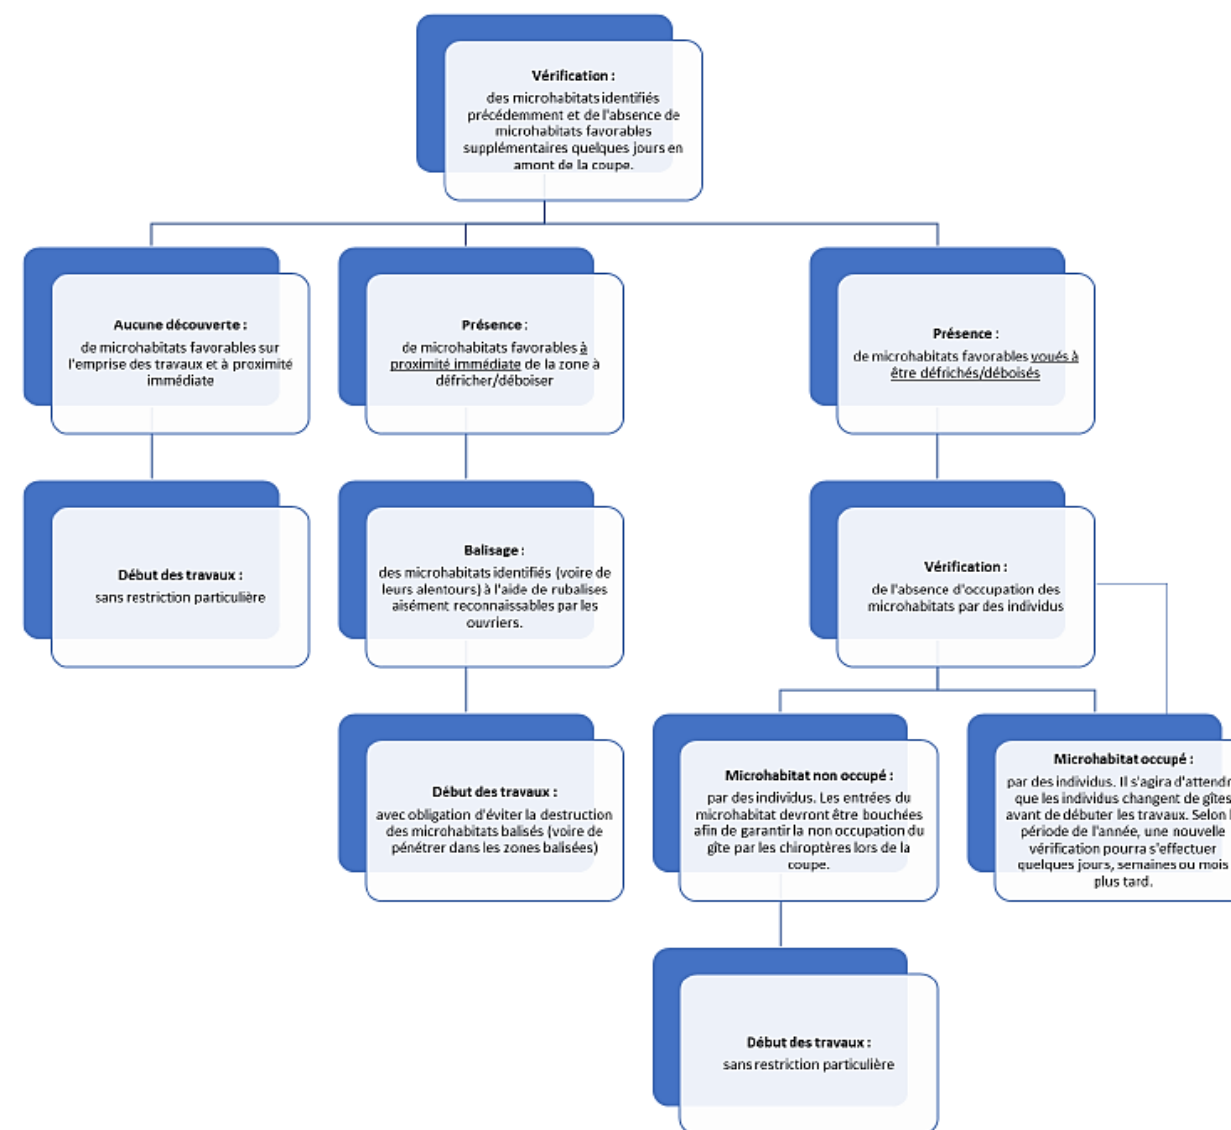 Vérification :
des microhabitats identifiés
précédemment et de l'absence de
microhabitats favorables
supplémentaires quelques jours en
amont de la coupe.
Aucune découverte :
de microhabitats favorables sur
l'emprise des travaux et à proximité
immédiate
Présence :
de microhabitats favorables à
proximité immédiate de la zone à
défricher/déboiser
Présence :
de microhabitats favorables voués à
être défrichés/déboisés
Début des travaux :
sans restriction particulière
Balisage :
des microhabitats identifiés (voire de
leurs alentours) à l'aide de rubalises
aisément reconnaissables par les
ouvriers.
Vérification :
de l'absence d'occupation des
microhabitats par des individus
Début des travaux :
avec obligation d'éviter la destruction
des microhabitats balisés (voire de
pénétrer dans les zones balisées)
Microhabitat non occupé :
par des individus. Les entrées du
microhabitat devront être bouchées
afin de garantir la non occupation du
gîte par les chiroptères lors de la
coupe.
Microhabitat occupé :
par des individus. Il s'agira d'attendr
que les individus changent de gîtes
avant de débuter les travaux. Selon l
période de l'année, une nouvelle
vérification pourra s'effectuer
quelques jours, semaines ou mois
plus tard.
Début des travaux :
sans restriction particulière